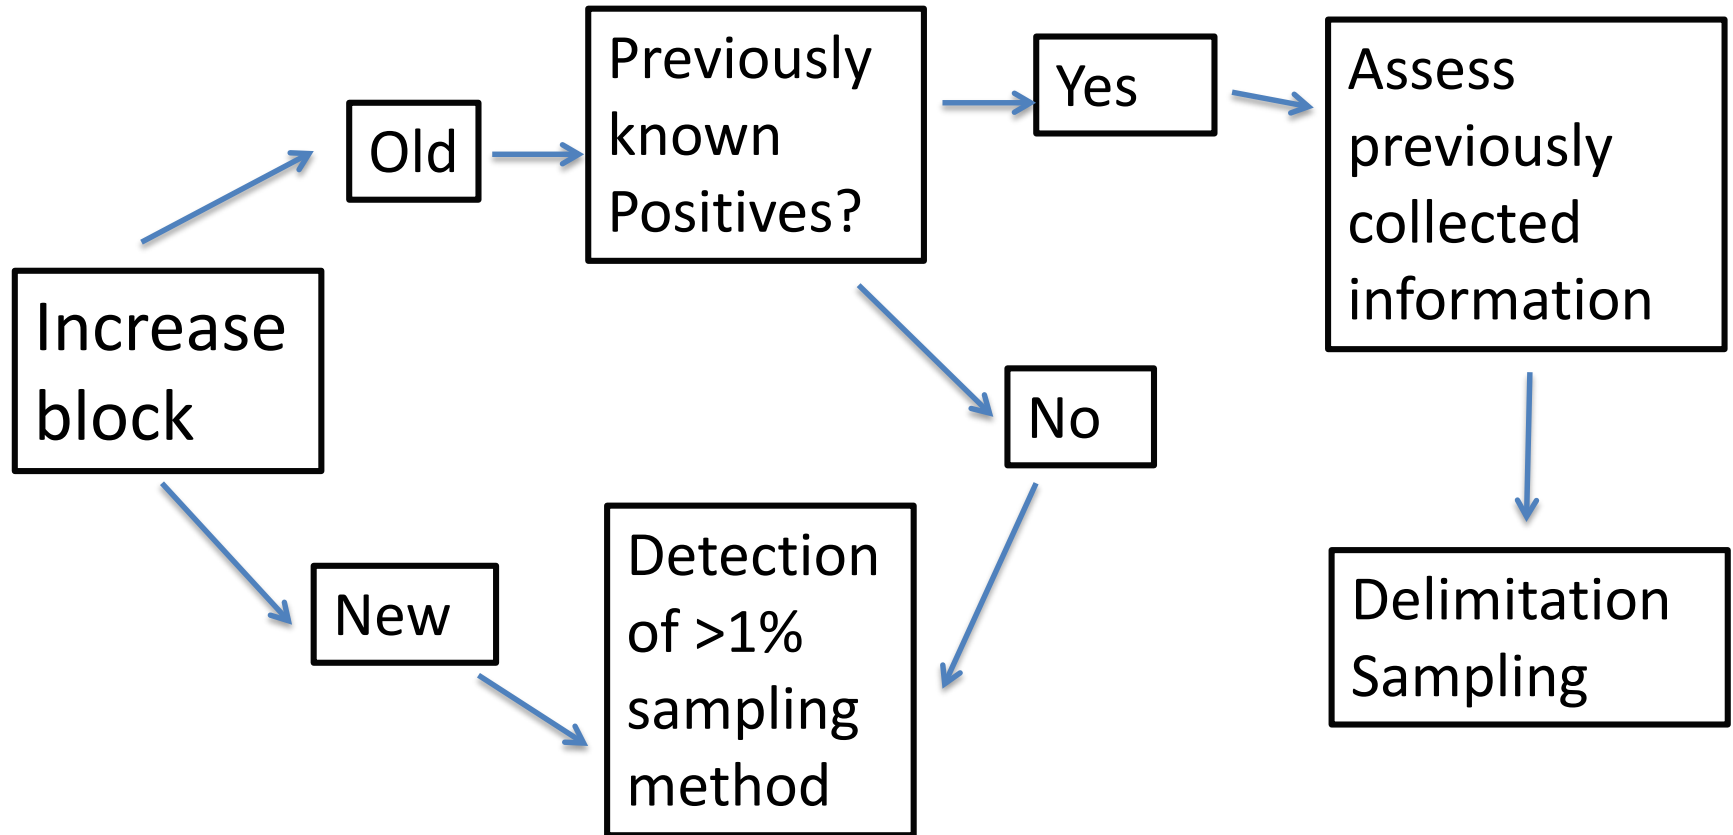 Increase
block
Old
Previously
known
Positives?
Yes
Assess
previously
collected
information
No
New
Detection
of >1%
sampling
method
Delimitation
Sampling